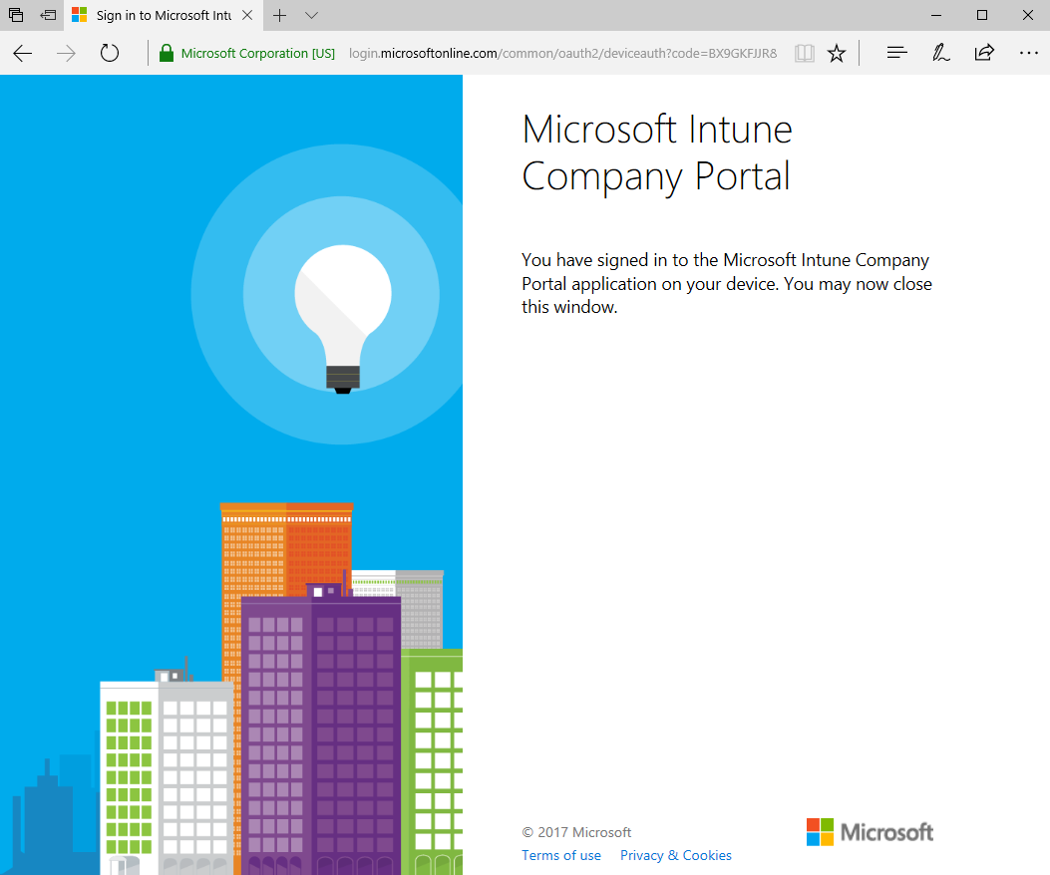 Sign in to Microsoft Intu
Microsoft Corporation [US] login.microsoftonline.com/common/oauth2/deviceauth?code=BX9GKFJJR8
Microsoft Intune
Company Portal
You have signed in to the Microsoft Intune Company
Portal application on your device. You may now close
this window.
© 2017 Microsoft
Microsoft
Terms of use Privacy & Cookies